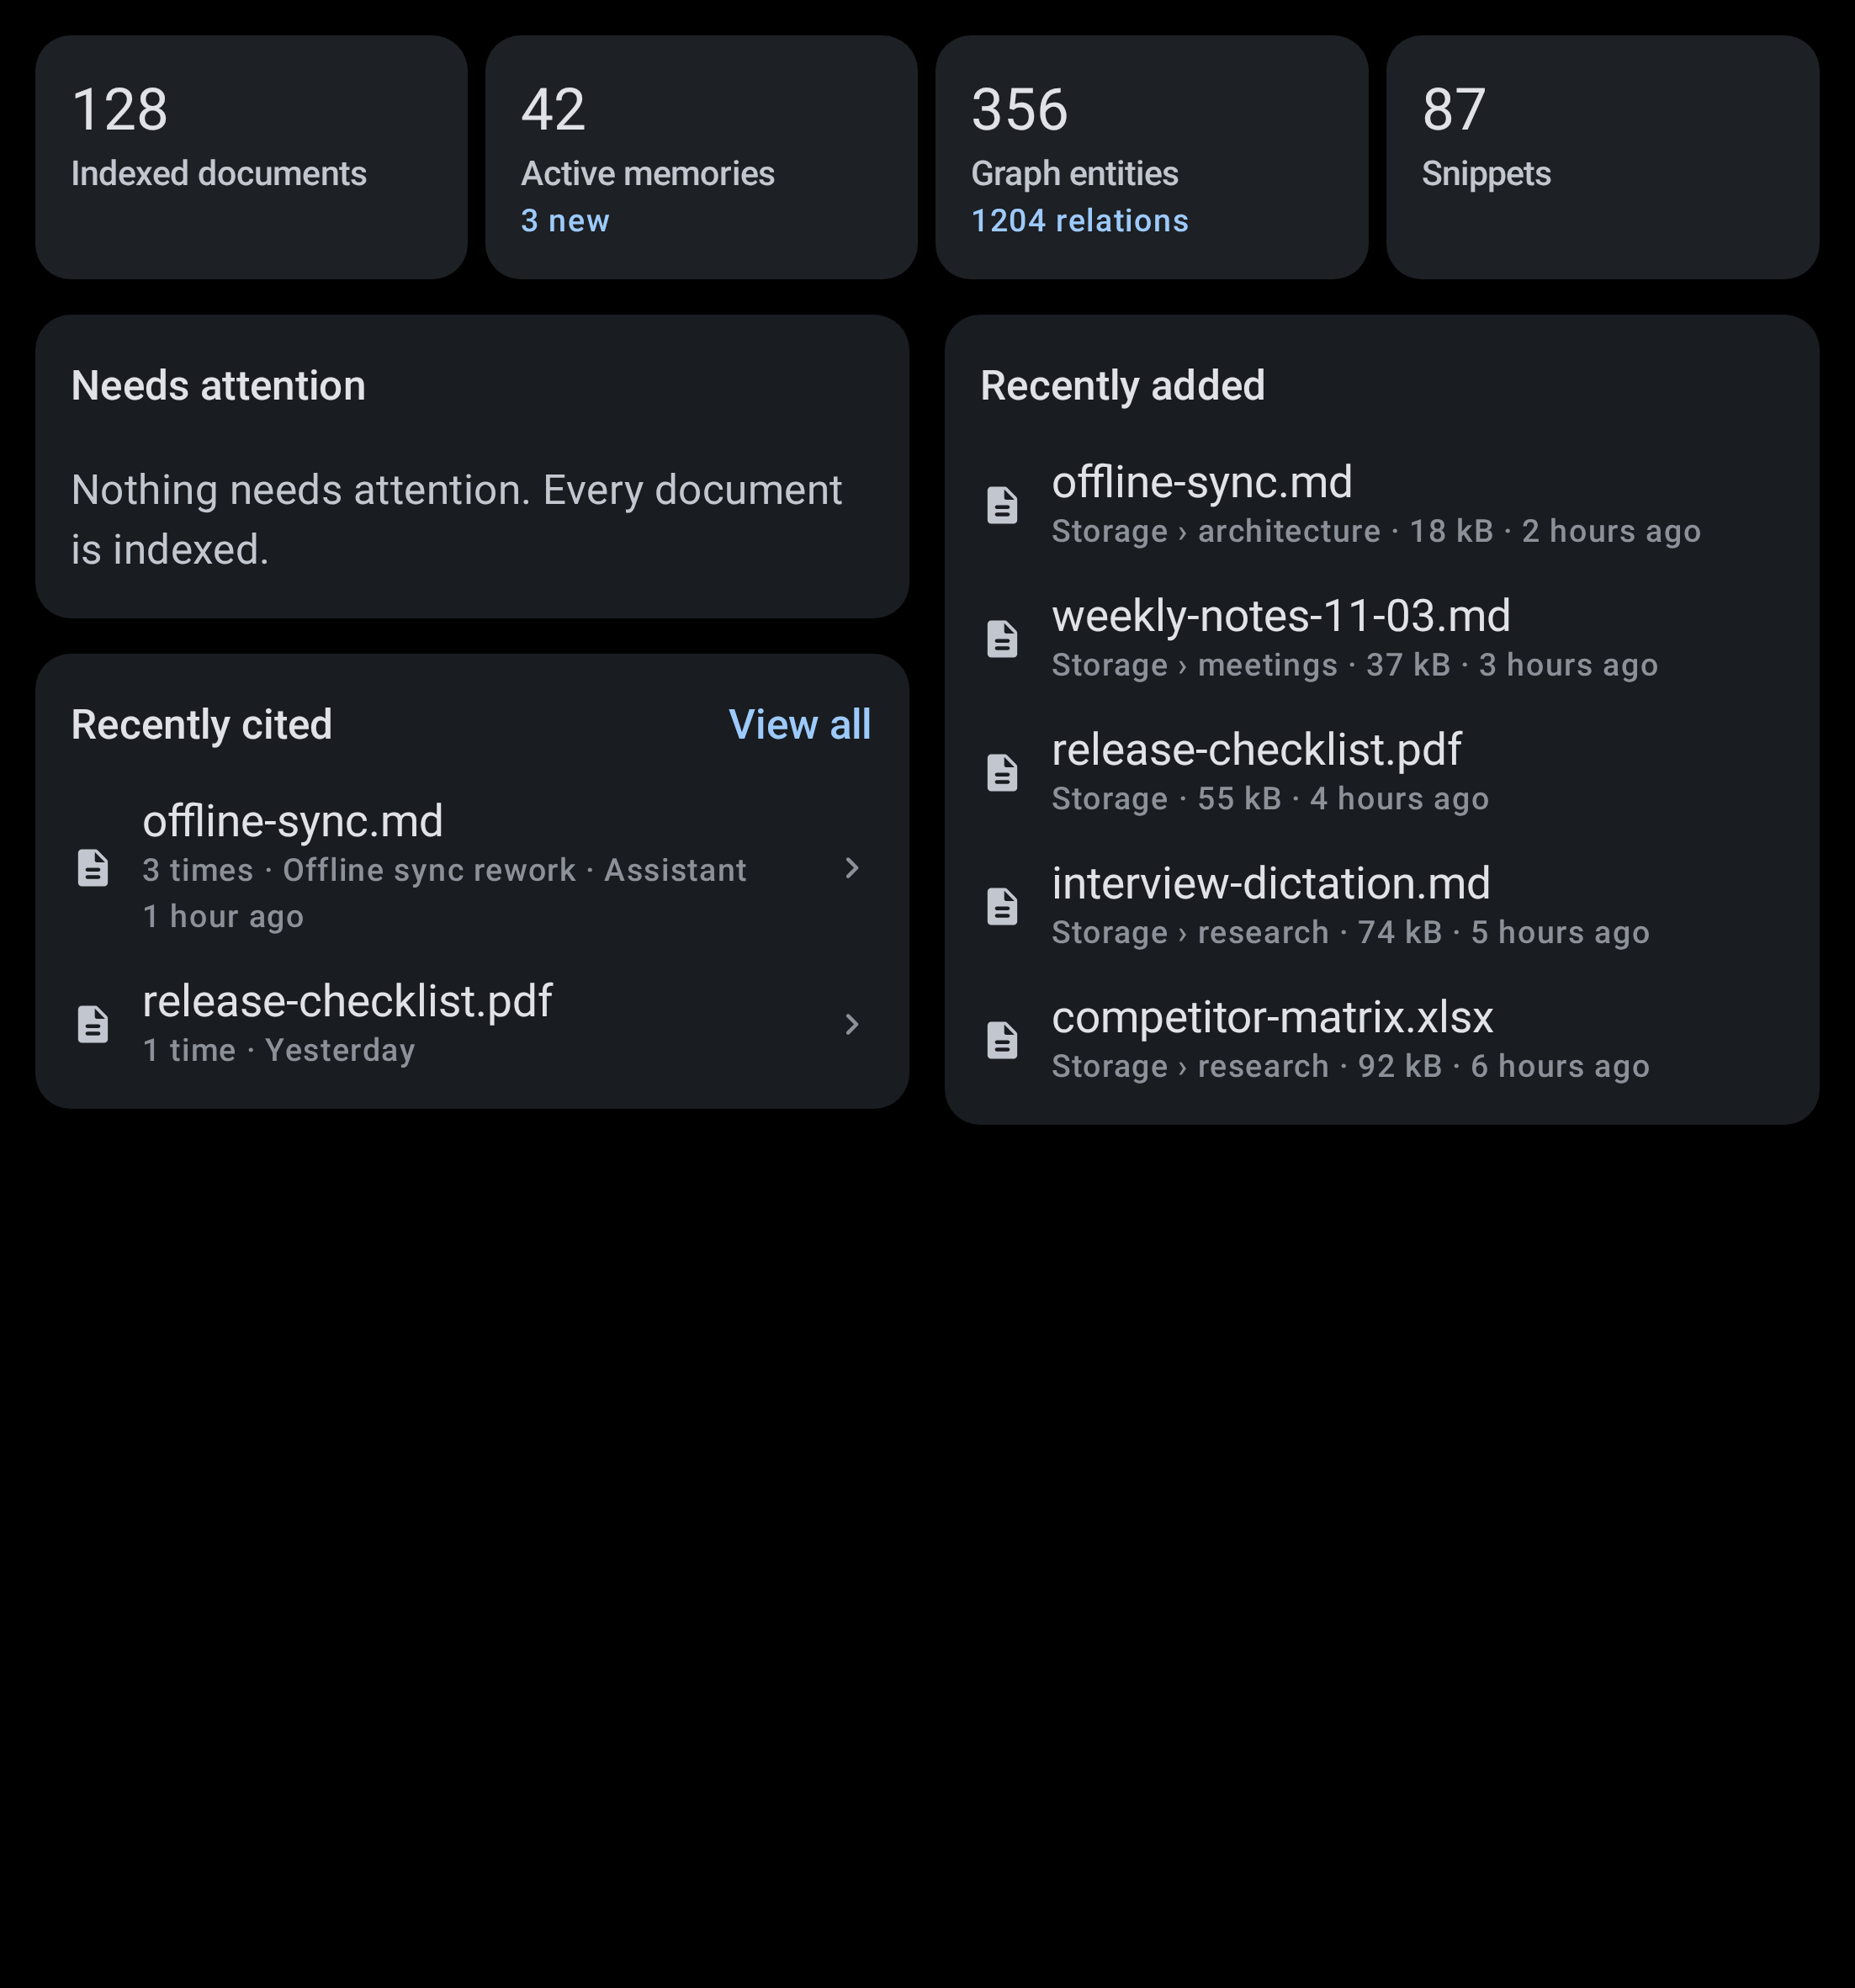 128
Indexed documents
42
Active memories
3 new
356
Graph entities
1204 relations
87
Snippets
Needs attention
Nothing needs attention. Every document
is indexed.
Recently cited
View all
offline-sync.md
3 times · Offline sync rework · Assistant
1 hour ago
release-checklist.pdf
1 time · Yesterday
Recently added
offline-sync.md
Storage › architecture · 18 kB · 2 hours ago
weekly-notes-11-03.md
Storage › meetings · 37 kB · 3 hours ago
release-checklist.pdf
Storage · 55 kB · 4 hours ago
interview-dictation.md
Storage › research · 74 kB · 5 hours ago
competitor-matrix.xlsx
Storage › research · 92 kB · 6 hours ago